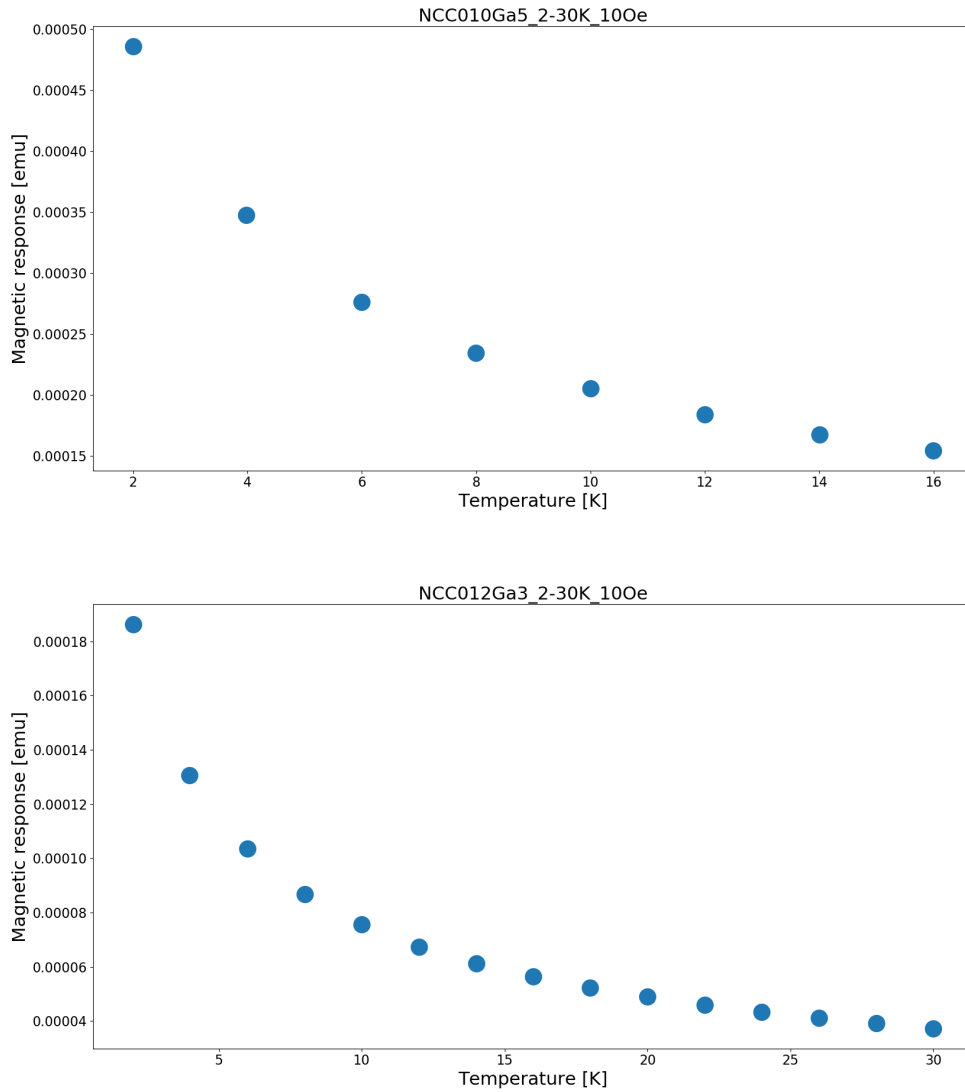 NCC010Ga5_2-30K_10Oe
Magnetic response [emu]
0.00050
0.00045
0.00040
0.00035
0.00030
0.00025
0.00020
0.00015
2 4 6 8 10 12 14 16
Temperature [K]
NCC012Ga3_2-30K_10Oe
Magnetic response [emu]
0.00018
0.00016
0.00014
0.00012
0.00010
0.00008
0.00006
0.00004
5 10 15 20 25 30
Temperature [K]